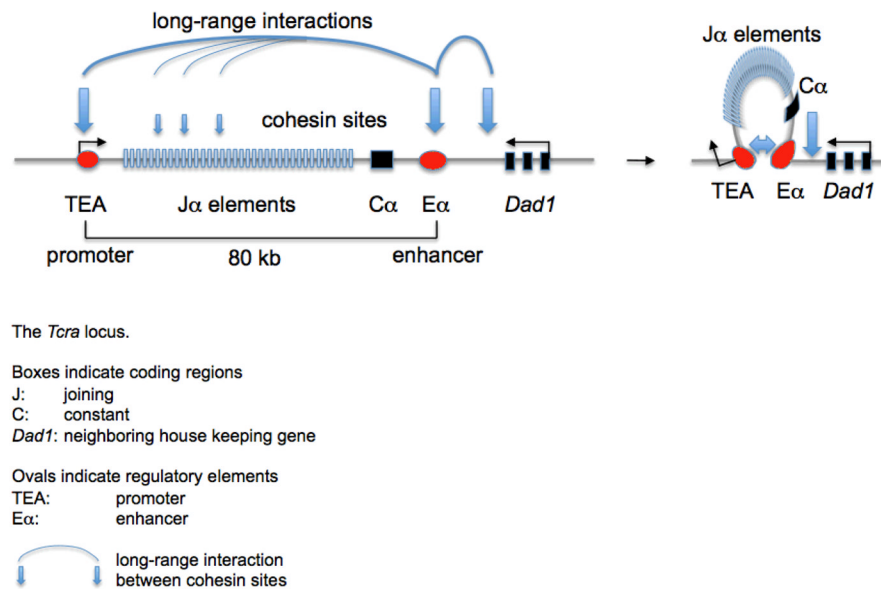 long-range interactions
cohesin sites
TEA Jα elements Cα Eα Dad1
promoter 80 kb enhancer
Jα elements
Cα
TEA Eα Dad1
The Tcra locus.
Boxes indicate coding regions
J: joining
C: constant
Dad1: neighboring house keeping gene
Ovals indicate regulatory elements
TEA: promoter
Eα: enhancer
long-range interaction
between cohesin sites